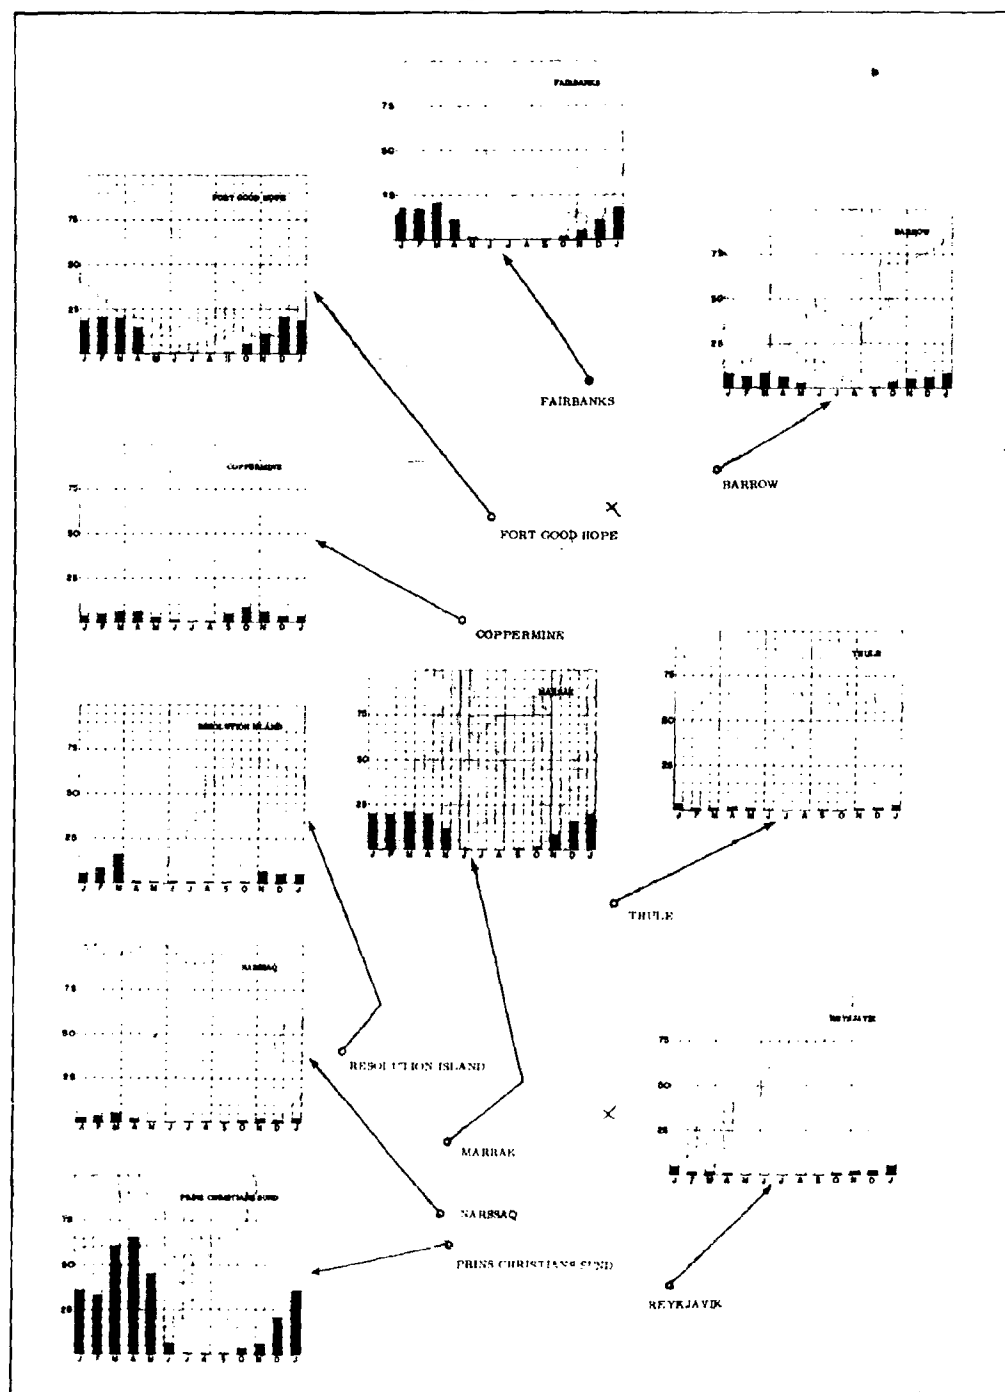 FAIRBANKS
75
50
25
J F M A M J J A S O N D J
FORT GOOD HOPE
75
50
25
J F M A M J J A S O N D J
BARROW
75
50
25
J F M A M J J A S O N D J
FAIRBANKS
BARROW
FORT GOOD HOPE
COPPERMINE
75
50
25
J F M A M J J A S O N D J
COPPERMINE
THULE
75
50
25
J F M A M J J A S O N D J
MARRAK
75
50
25
J F M A M J J A S O N D J
RESOLUTION ISLAND
75
50
25
J F M A M J J A S O N D J
THULE
NARSSAQ
75
50
25
J F M A M J J A S O N D J
RESOLUTION ISLAND
REYKJAVIK
75
50
25
J F M A M J J A S O N D J
MARRAK
PRINS CHRISTIANS SUND
75
50
25
J F M A M J J A S O N D J
NARSSAQ
PRINS CHRISTIANS SUND
REYKJAVIK